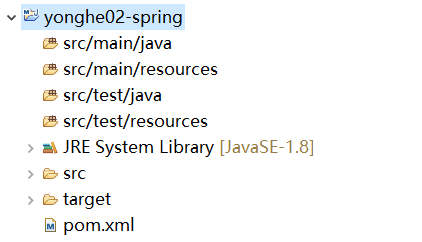 yonghe02-spring
src/main/java
src/main/resources
src/test/java
src/test/resources
JRE System Library [JavaSE-1.8]
src
target
pom.xml